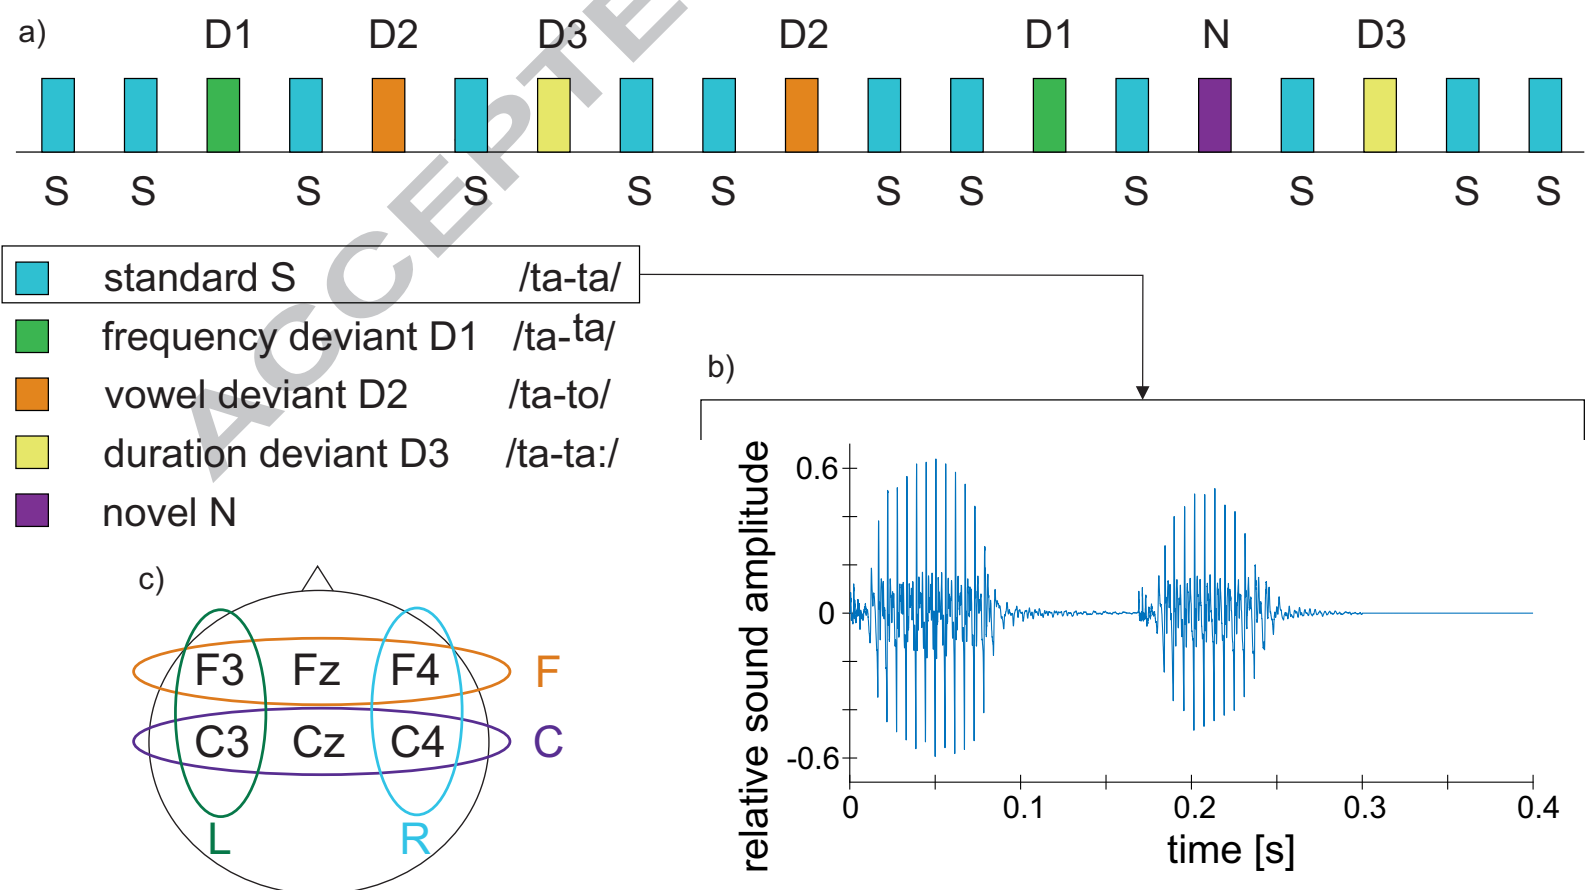 a) D1 D2 D3 D2 D1 N D3
S S S S S S S S S S S S
standard S /ta-ta/
frequency deviant D1 /ta-ta/
vowel deviant D2 /ta-to/
duration deviant D3 /ta-ta:/
novel N
b)
relative sound amplitude
0.6
0
-0.6
0 0.1 0.2 0.3 0.4
time [s]
c)
F3 Fz F4 F
C3 Cz C4 C
L R
ACCEPTE